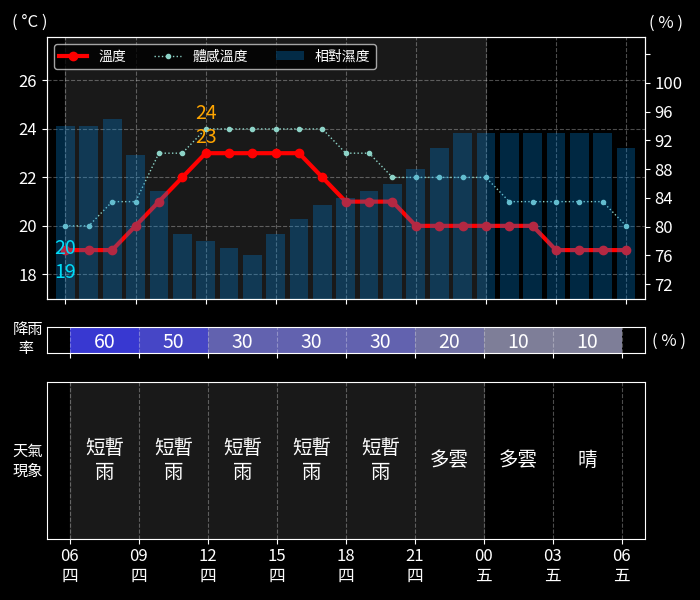 ( °C )
( % )
溫度
體感溫度
相對濕度
26
24
22
20
18
100
96
92
88
84
80
76
72
24
23
20
19
降雨
率
60 50 30 30 30 20 10 10
( % )
天氣
現象
短暫
雨
短暫
雨
短暫
雨
短暫
雨
短暫
雨
多雲
多雲
晴
06 09 12 15 18 21 00 03 06
四 四 四 四 四 四 五 五 五